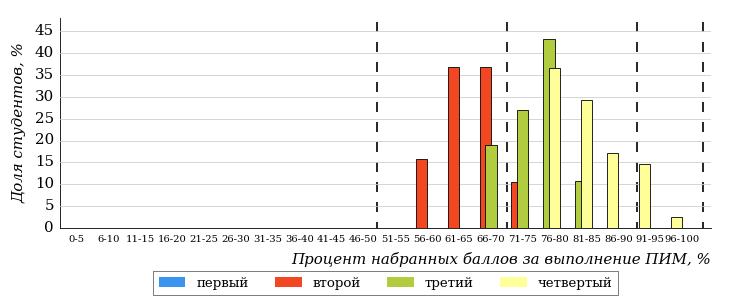 Доля студентов, %
45
40
35
30
25
20
15
10
5
0
0-5 6-10 11-15 16-20 21-25 26-30 31-35 36-40 41-45 46-50 51-55 56-60 61-65 66-70 71-75 76-80 81-85 86-90 91-95 96-100
Процент набранных баллов за выполнение ПИМ, %
первый второй третий четвертый